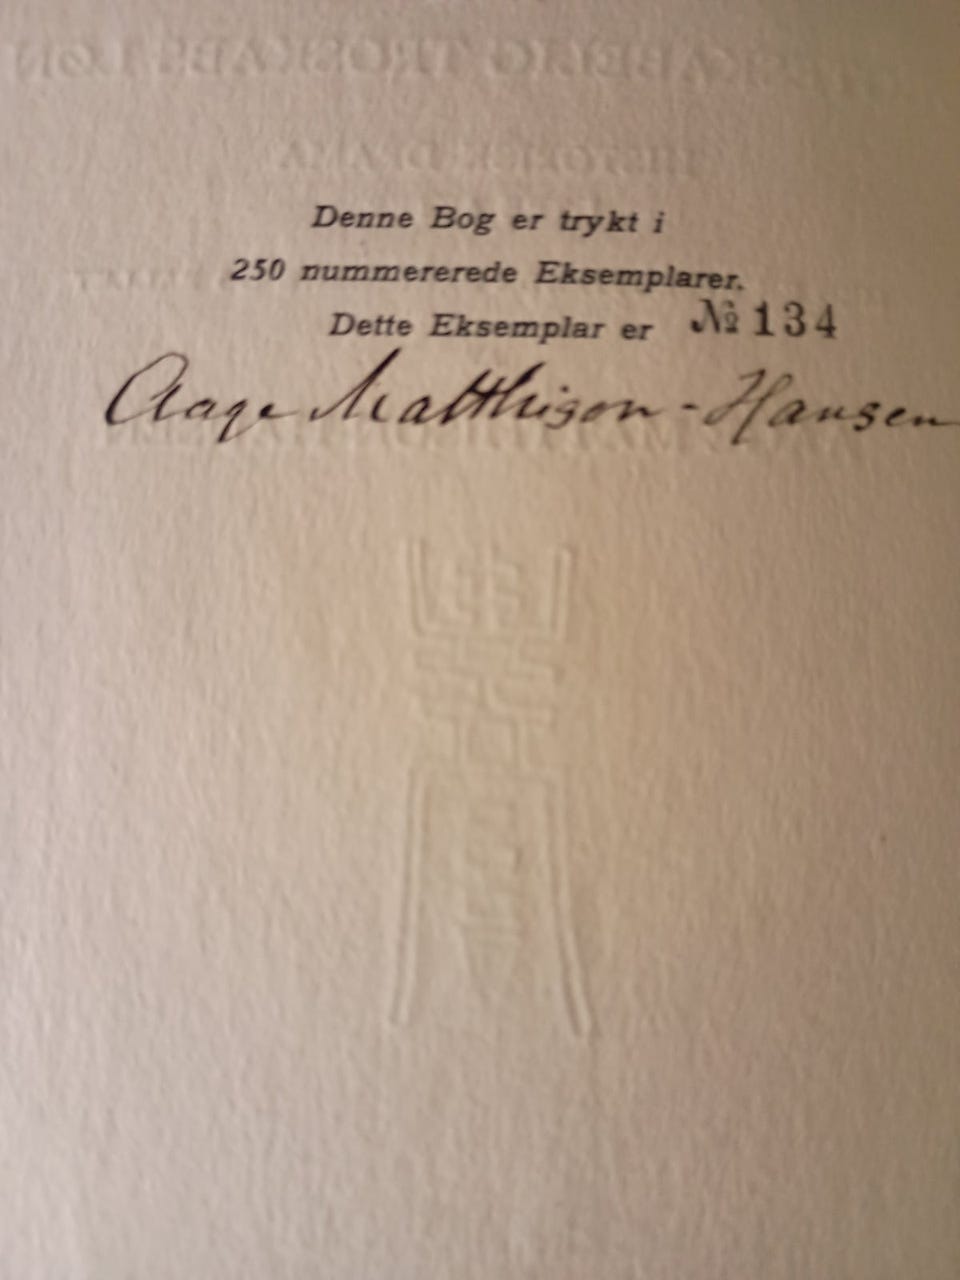 Denne Bog er trykt i
250 nummererede Eksemplarer.
Dette Eksemplar er № 134
Aage Matthison-Hansen